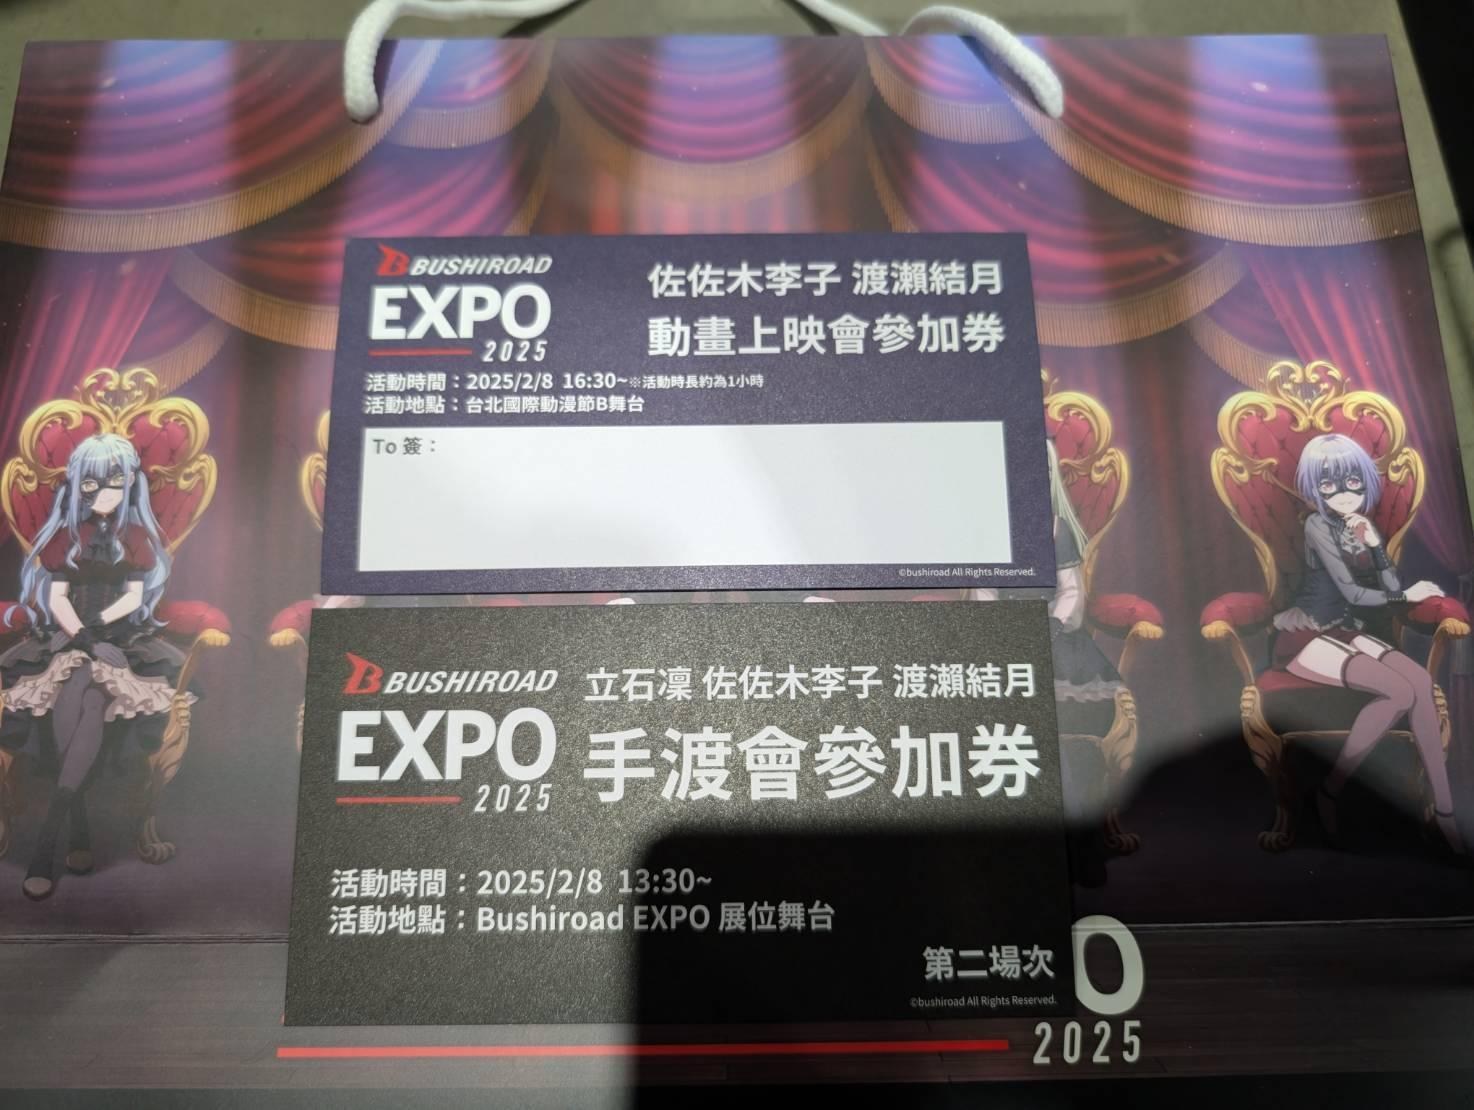 BUSHIROAD
EXPO
2025
佐佐木李子 渡瀨結月
動畫上映會參加券
活動時間：2025/2/8 16:30~※活動時長約為1小時
活動地點：台北國際動漫節B舞台
To 簽：
©bushiroad All Rights Reserved.
BUSHIROAD
EXPO
2025
立石凜 佐佐木李子 渡瀨結月
手渡會參加券
活動時間：2025/2/8 13:30~
活動地點：Bushiroad EXPO 展位舞台
第二場次
©bushiroad All Rights Reserved.
O
2025